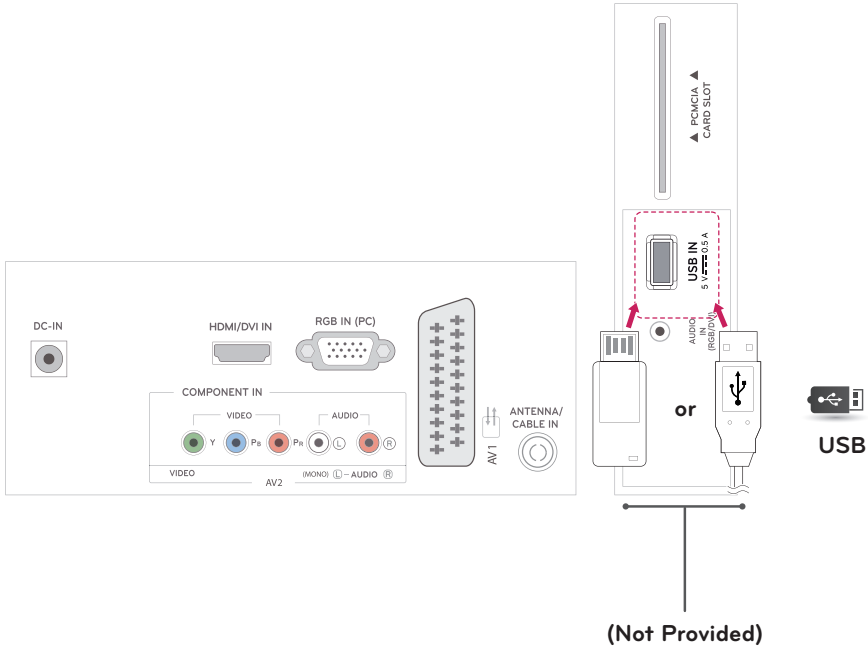 ▲ PCMCIA ▲
CARD SLOT
USB IN
5 V 0.5 A
AUDIO
IN
(RGB/DVI)
DC-IN
HDMI/DVI IN
RGB IN (PC)
COMPONENT IN
VIDEO
AUDIO
Y
PB
PR
L
R
VIDEO
(MONO) L – AUDIO R
AV2
AV1
ANTENNA/
CABLE IN
or
USB
(Not Provided)